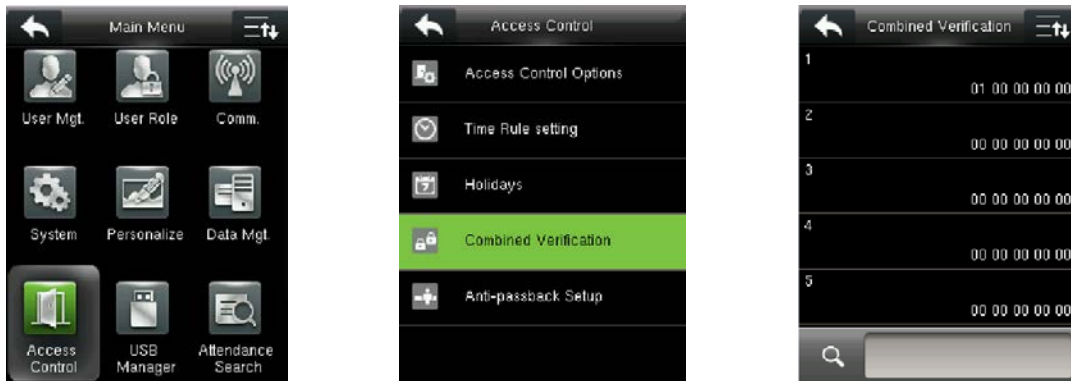 Main Menu
User Mgt.
User Role
Comm.
System
Personalize
Data Mgt.
Access
Control
USB
Manager
Attendance
Search
Access Control
Access Control Options
Time Rule setting
Holidays
Combined Verification
Anti-passback Setup
Combined Verification
1
01 00 00 00 00
2
00 00 00 00 00
3
00 00 00 00 00
4
00 00 00 00 00
5
00 00 00 00 00